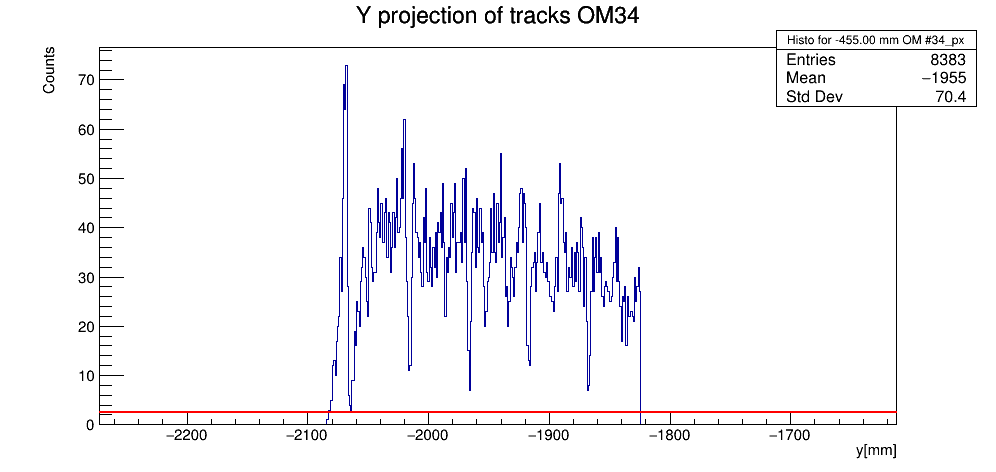 Y projection of tracks OM34
Histo for -455.00 mm OM #34_px
Entries 8383
Mean −1955
Std Dev 70.4
Counts
70
60
50
40
30
20
10
0
−2200 −2100 −2000 −1900 −1800 −1700
y[mm]